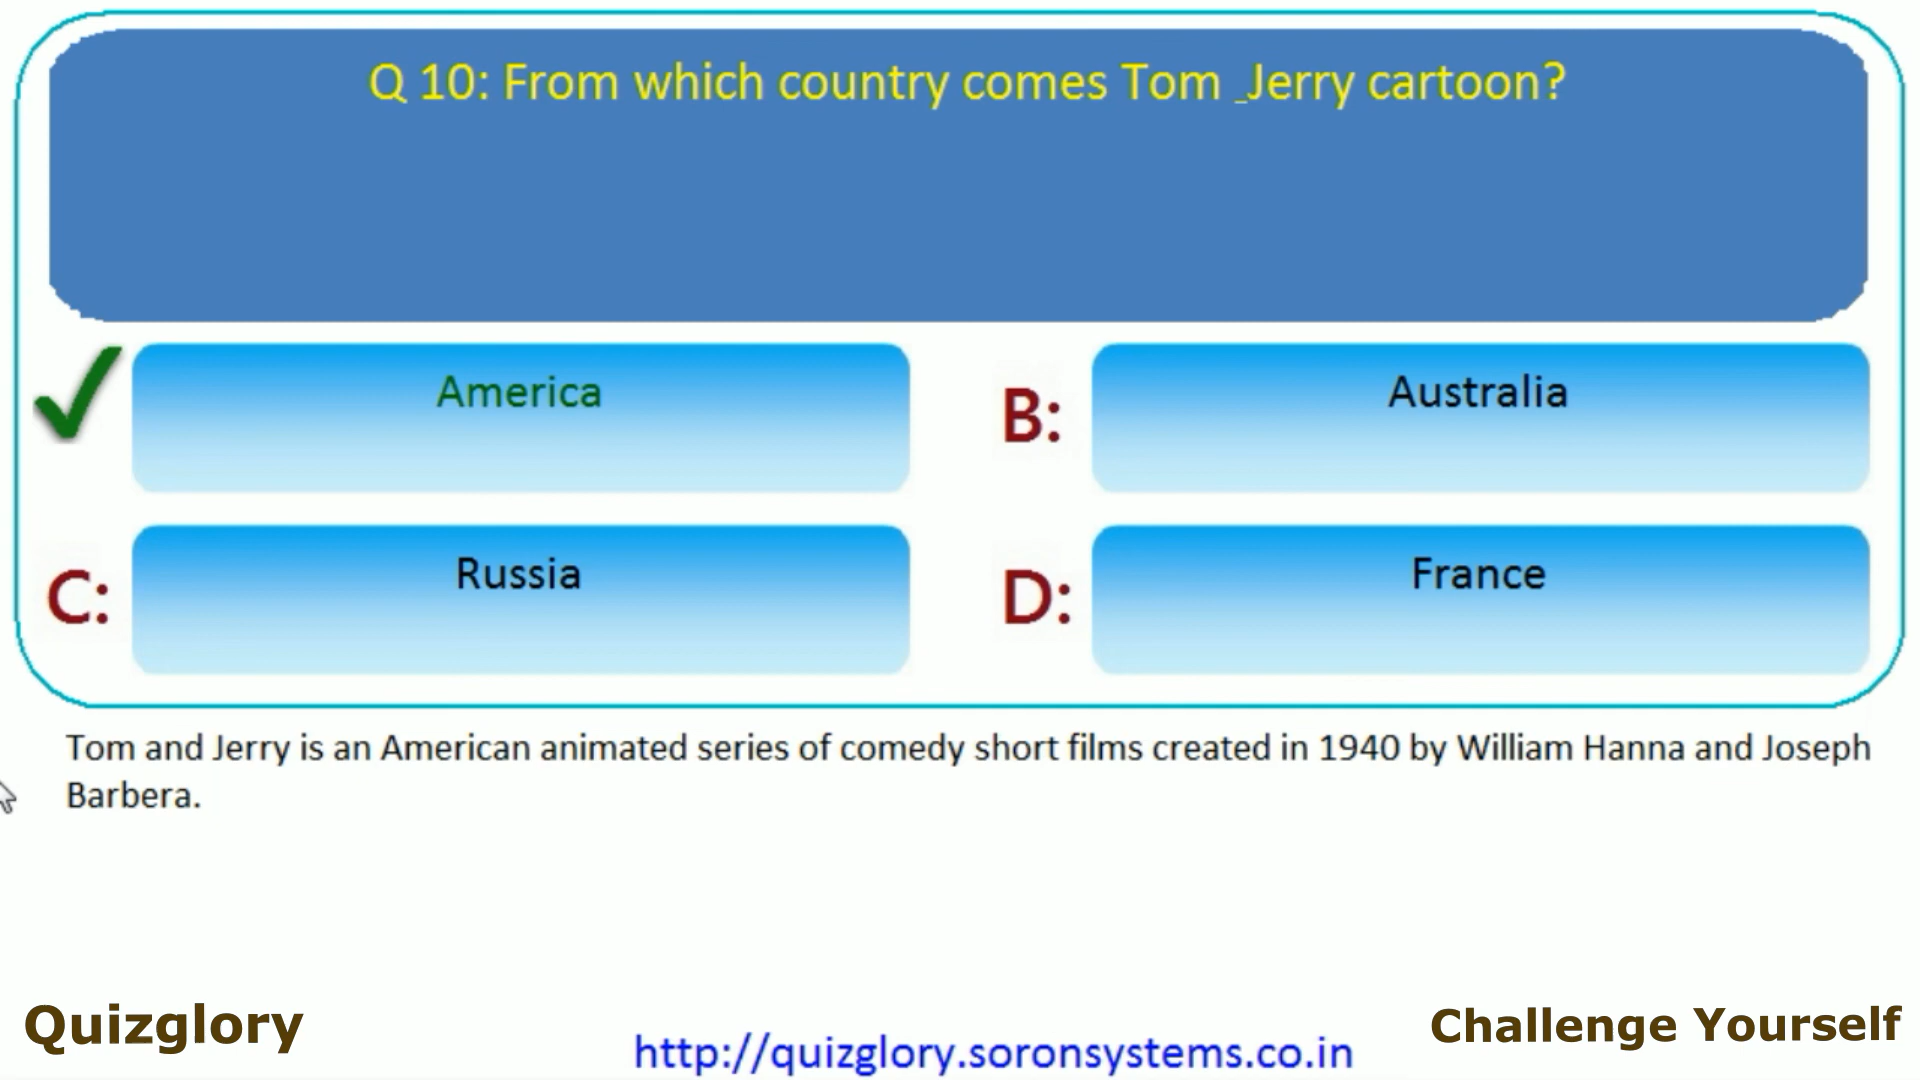 Q 10: From which country comes Tom _Jerry cartoon?
America
B:
Australia
C:
Russia
D:
France
Tom and Jerry is an American animated series of comedy short films created in 1940 by William Hanna and Joseph
Barbera.
Quizglory
http://quizglory.soronsystems.co.in
Challenge Yourself